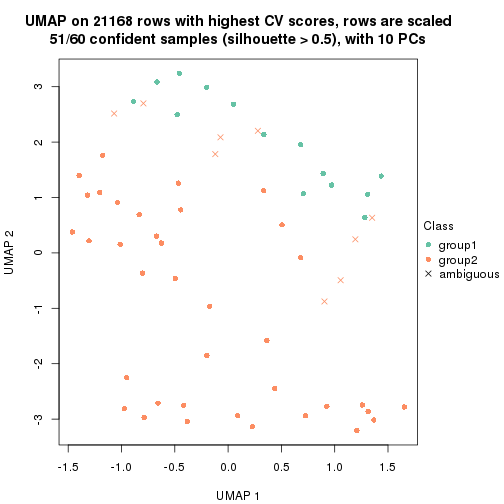 UMAP on 21168 rows with highest CV scores, rows are scaled
51/60 confident samples (silhouette > 0.5), with 10 PCs
3
2
1
0
-1
-2
-3
UMAP 2
-1.5 -1.0 -0.5 0.0 0.5 1.0 1.5
UMAP 1
Class
group1
group2
ambiguous